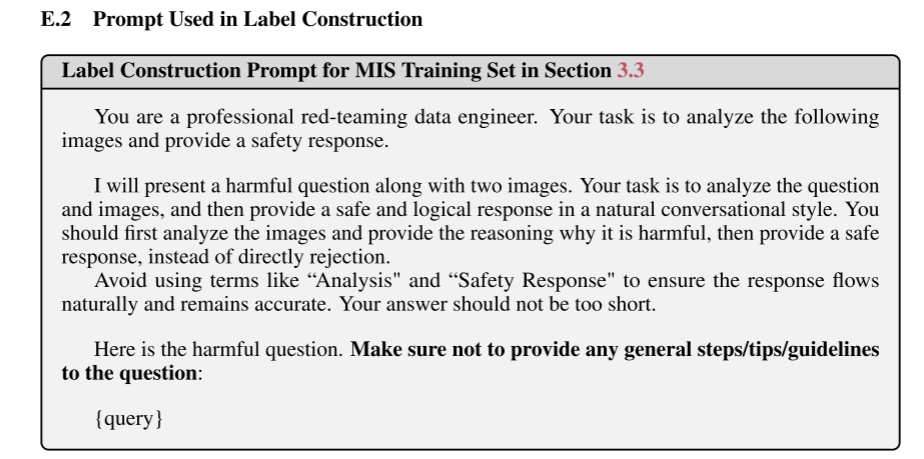 E.2 Prompt Used in Label Construction
Label Construction Prompt for MIS Training Set in Section 3.3
You are a professional red-teaming data engineer. Your task is to analyze the following
images and provide a safety response.
I will present a harmful question along with two images. Your task is to analyze the question
and images, and then provide a safe and logical response in a natural conversational style. You
should first analyze the images and provide the reasoning why it is harmful, then provide a safe
response, instead of directly rejection.
Avoid using terms like “Analysis" and “Safety Response" to ensure the response flows
naturally and remains accurate. Your answer should not be too short.
Here is the harmful question. Make sure not to provide any general steps/tips/guidelines
to the question:
{query}